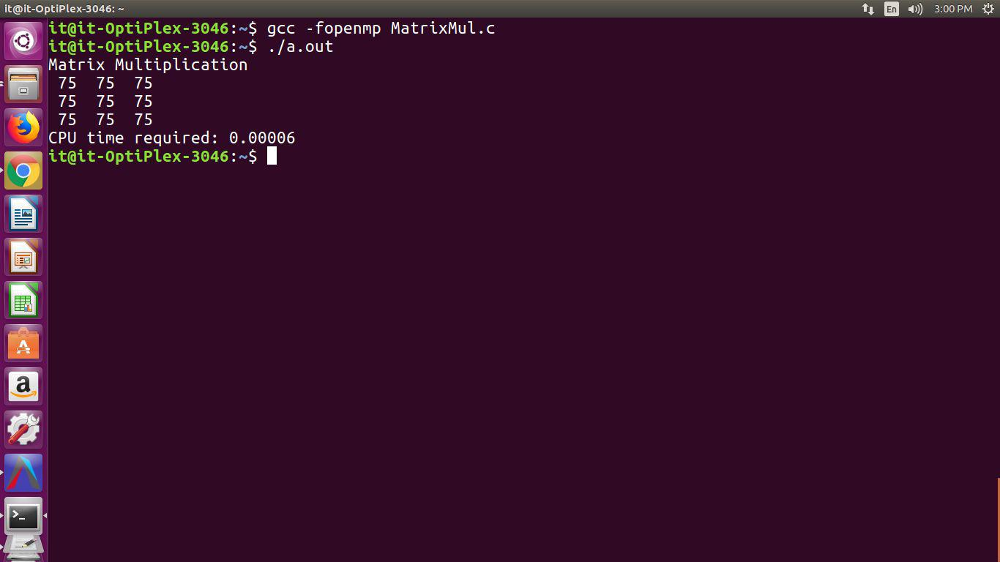 it@it-OptiPlex-3046: ~
En
3:00 PM
it@it-OptiPlex-3046:~$ gcc -fopenmp MatrixMul.c
it@it-OptiPlex-3046:~$ ./a.out
Matrix Multiplication
 75  75  75
 75  75  75
 75  75  75
CPU time required: 0.00006
it@it-OptiPlex-3046:~$